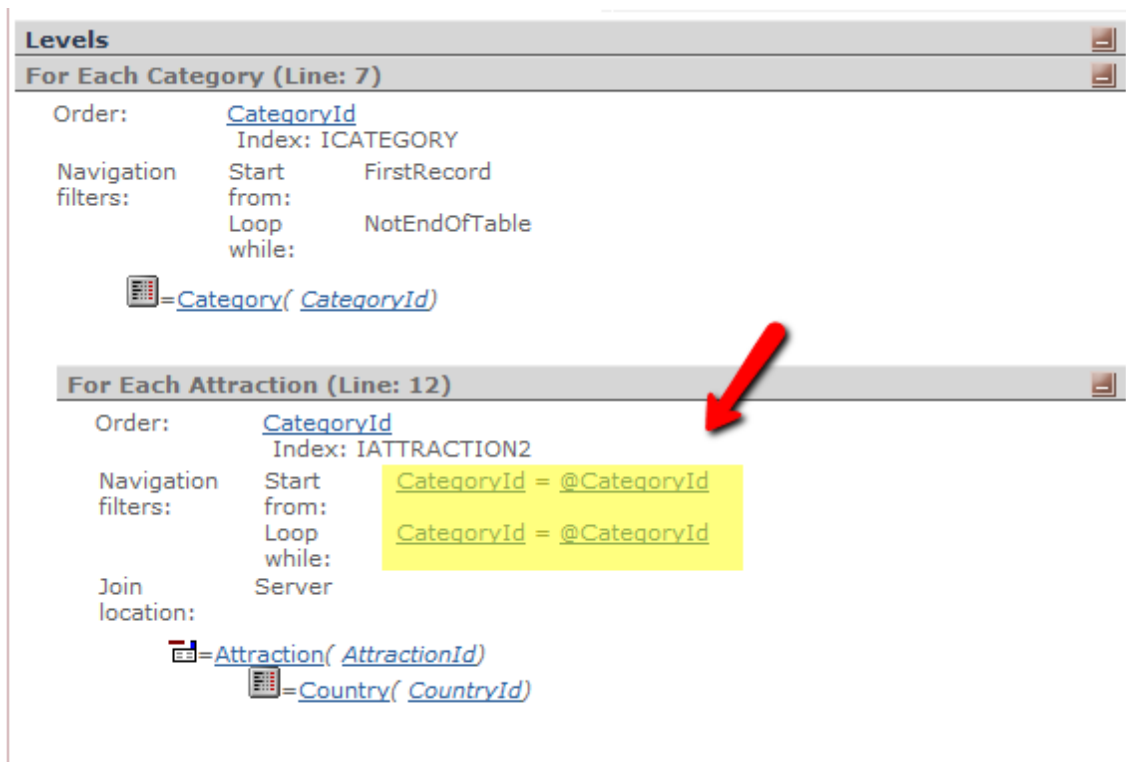 Levels
For Each Category (Line: 7)
Order: CategoryId
Index: ICATEGORY
Navigation filters: Start from: FirstRecord
Loop while: NotEndOfTable
=Category( CategoryId)
For Each Attraction (Line: 12)
Order: CategoryId
Index: IATTRACTION2
Navigation filters: Start from: CategoryId = @CategoryId
Loop while: CategoryId = @CategoryId
Join location: Server
=Attraction( AttractionId)
=Country( CountryId)